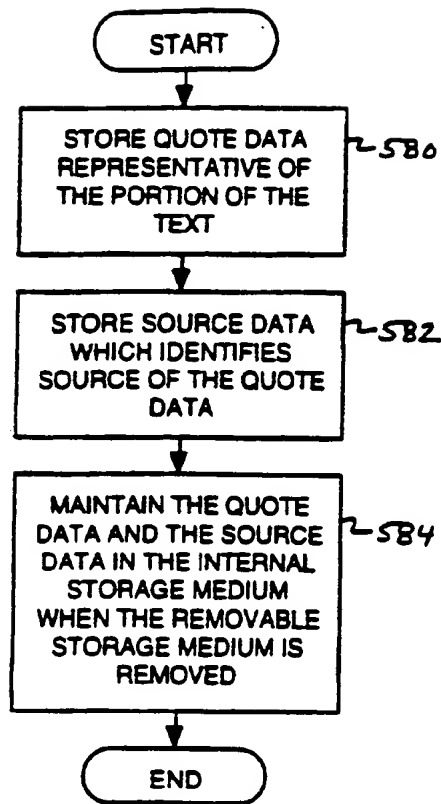 START
STORE QUOTE DATA
REPRESENTATIVE OF
THE PORTION OF THE
TEXT
580
STORE SOURCE DATA
WHICH IDENTIFIES
SOURCE OF THE QUOTE
DATA
582
MAINTAIN THE QUOTE
DATA AND THE SOURCE
DATA IN THE INTERNAL
STORAGE MEDIUM
WHEN THE REMOVABLE
STORAGE MEDIUM IS
REMOVED
584
END